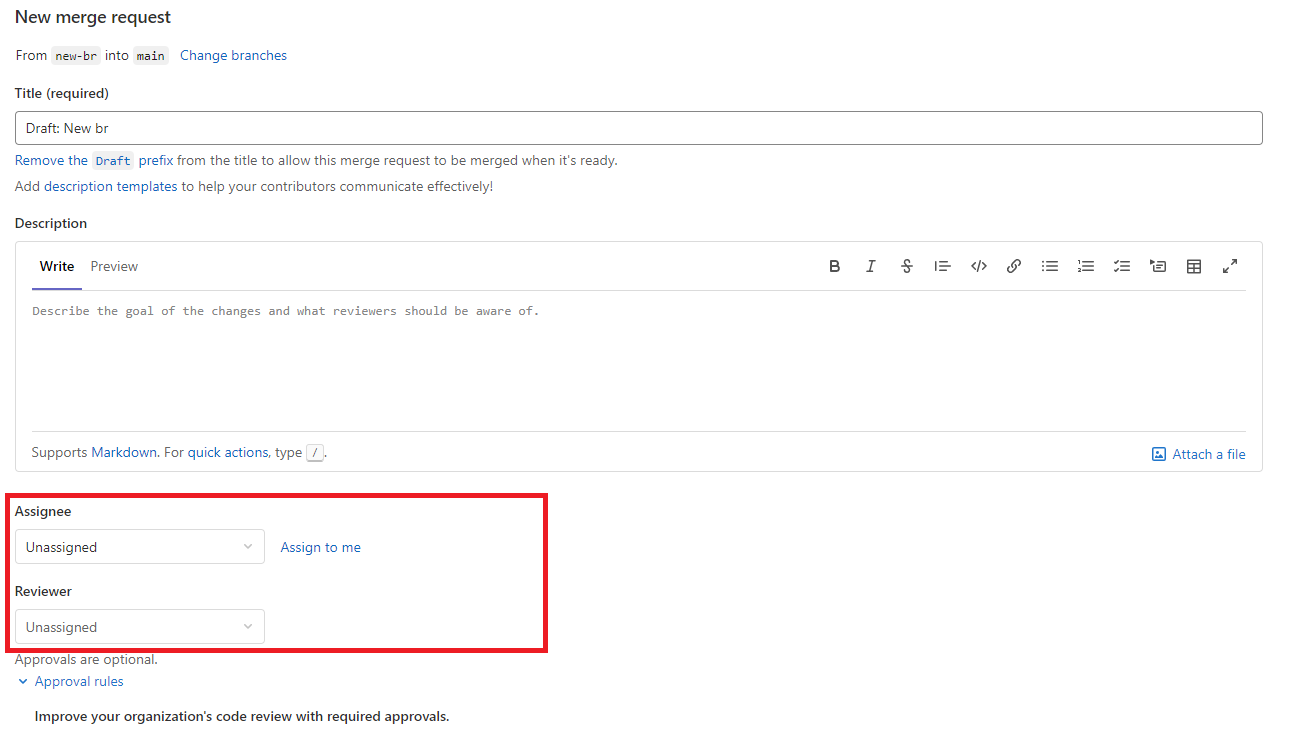 New merge request
From new-br into main Change branches
Title (required)
Draft: New br
Remove the Draft prefix from the title to allow this merge request to be merged when it's ready.
Add description templates to help your contributors communicate effectively!
Description
Write Preview
Describe the goal of the changes and what reviewers should be aware of.
Supports Markdown. For quick actions, type /.
Attach a file
Assignee
Unassigned Assign to me
Reviewer
Unassigned
Approvals are optional.
Approval rules
Improve your organization's code review with required approvals.